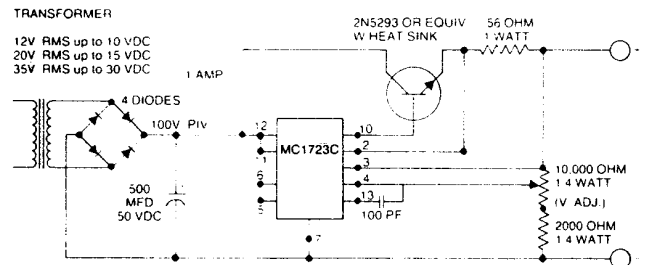 TRANSFORMER
12V RMS up to 10 VDC
20V RMS up to 15 VDC
35V RMS up to 30 VDC
2N5293 OR EQUIV
W HEAT SINK
56 OHM
1 WATT
1 AMP
4 DIODES
100V PIV
12
11
6
5
MC1723C
10
2
3
4
13
100 PF
7
500
MFD
50 VDC
10,000 OHM
1 4 WATT
(V ADJ.)
2000 OHM
1 4 WATT